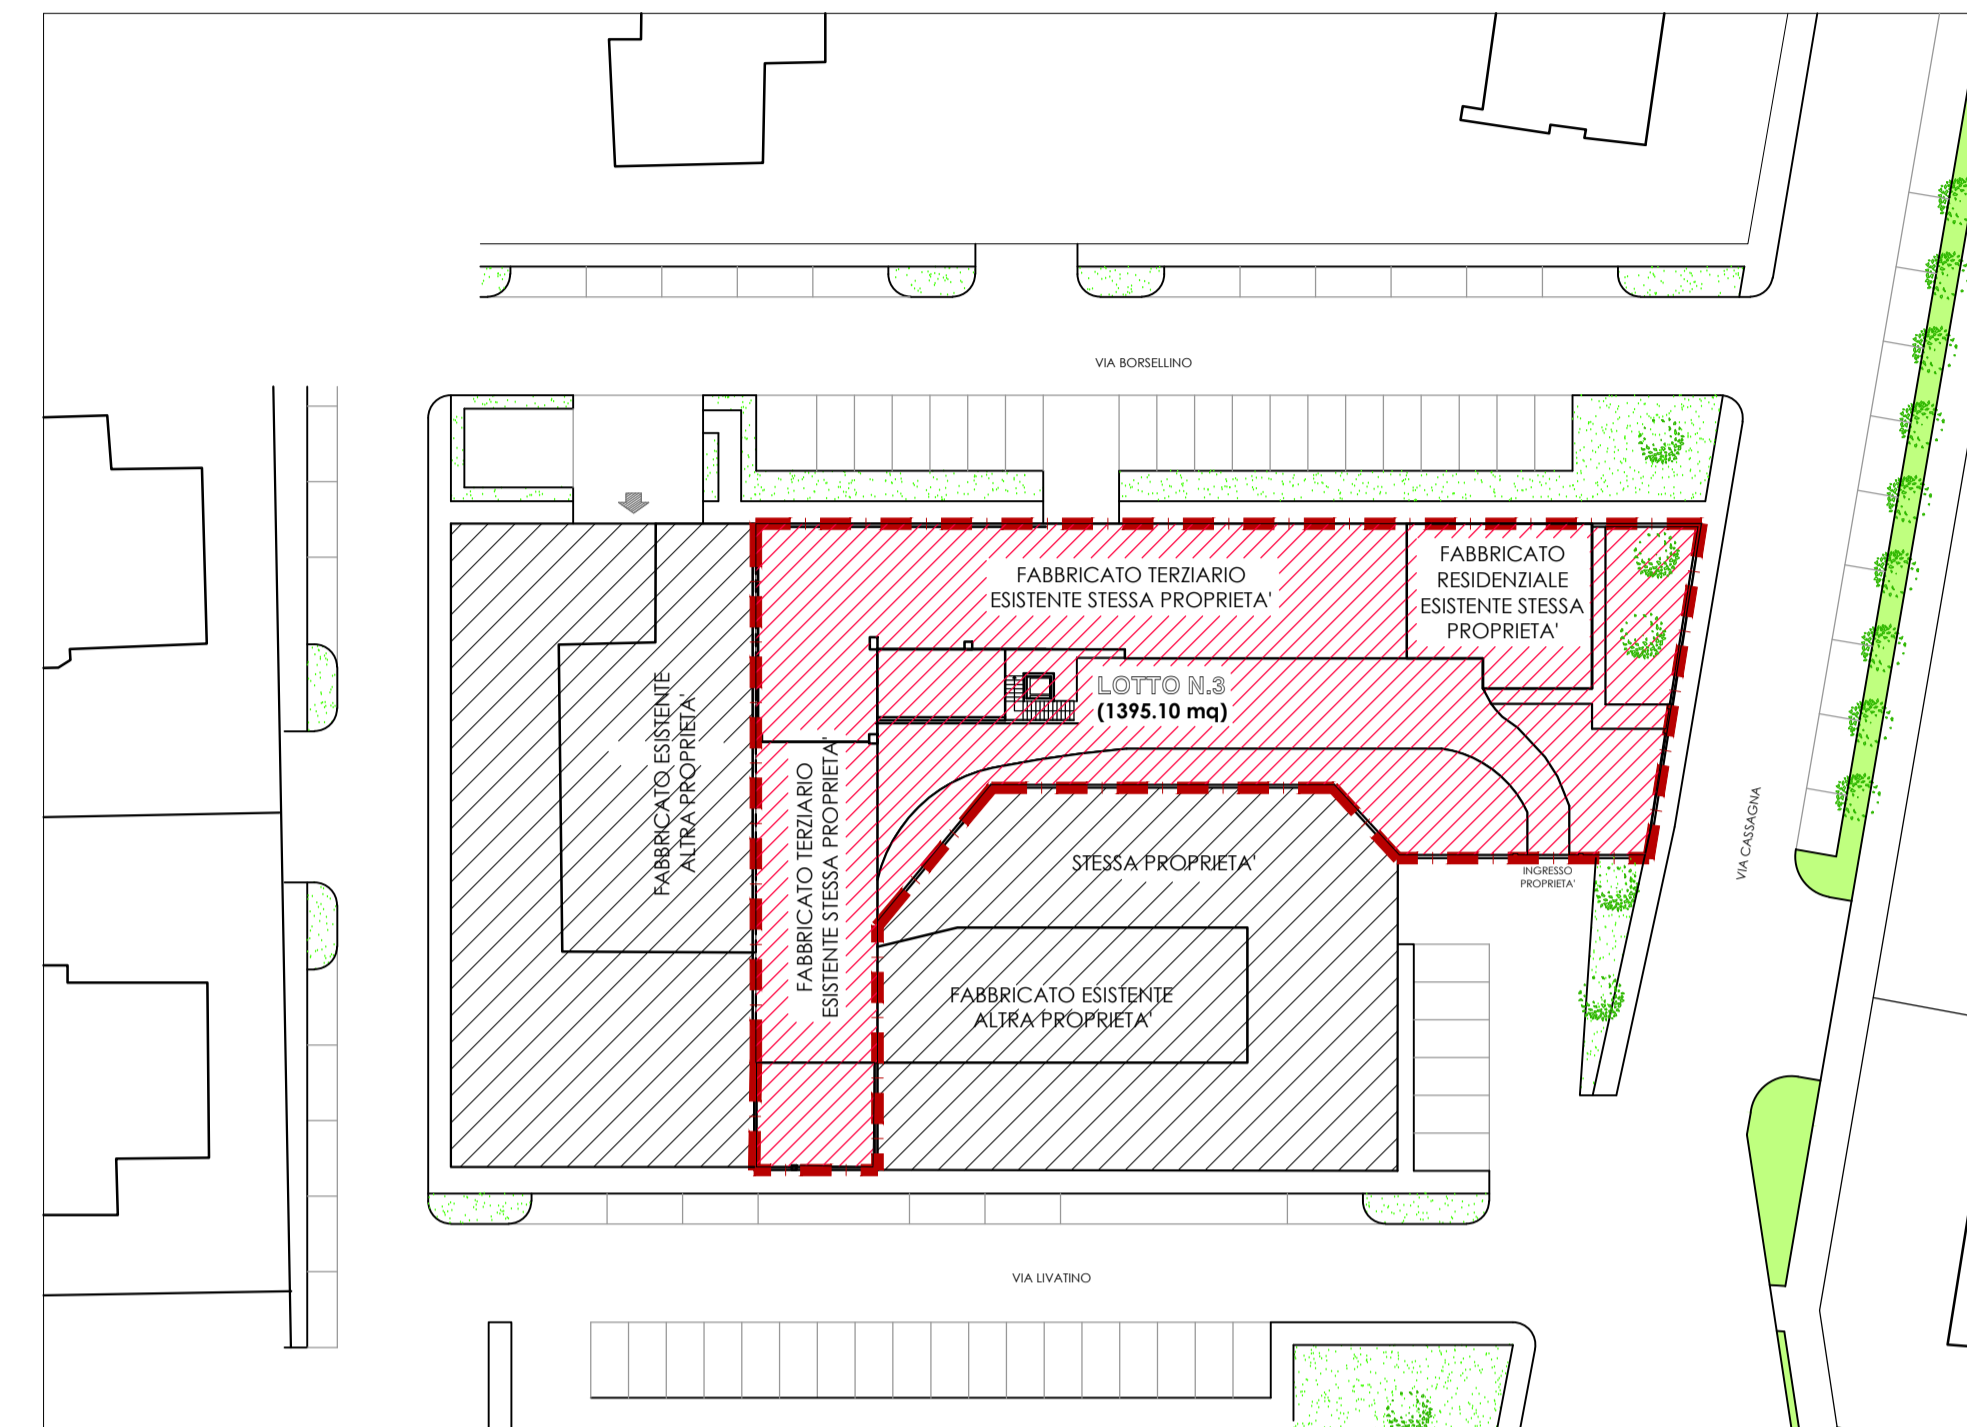 VIA BORSELLINO
FABBRICATO TERZIARIO
ESISTENTE STESSA PROPRIETA'
FABBRICATO
RESIDENZIALE
ESISTENTE STESSA
PROPRIETA'
LOTTO N.3
(1395.10 mq)
FABBRICATO ESISTENTE
ALTRA PROPRIETA'
FABBRICATO TERZIARIO
ESISTENTE STESSA PROPRIETA'
STESSA PROPRIETA'
INGRESSO
PROPRIETA'
VIA CASSAGNA
FABBRICATO ESISTENTE
ALTRA PROPRIETA'
VIA LIVATINO